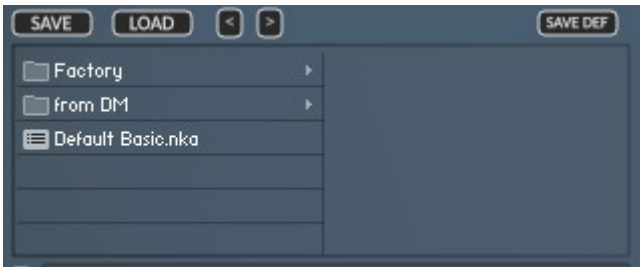 SAVE LOAD < > SAVE DEF
Factory
from DM
Default Basic.nka